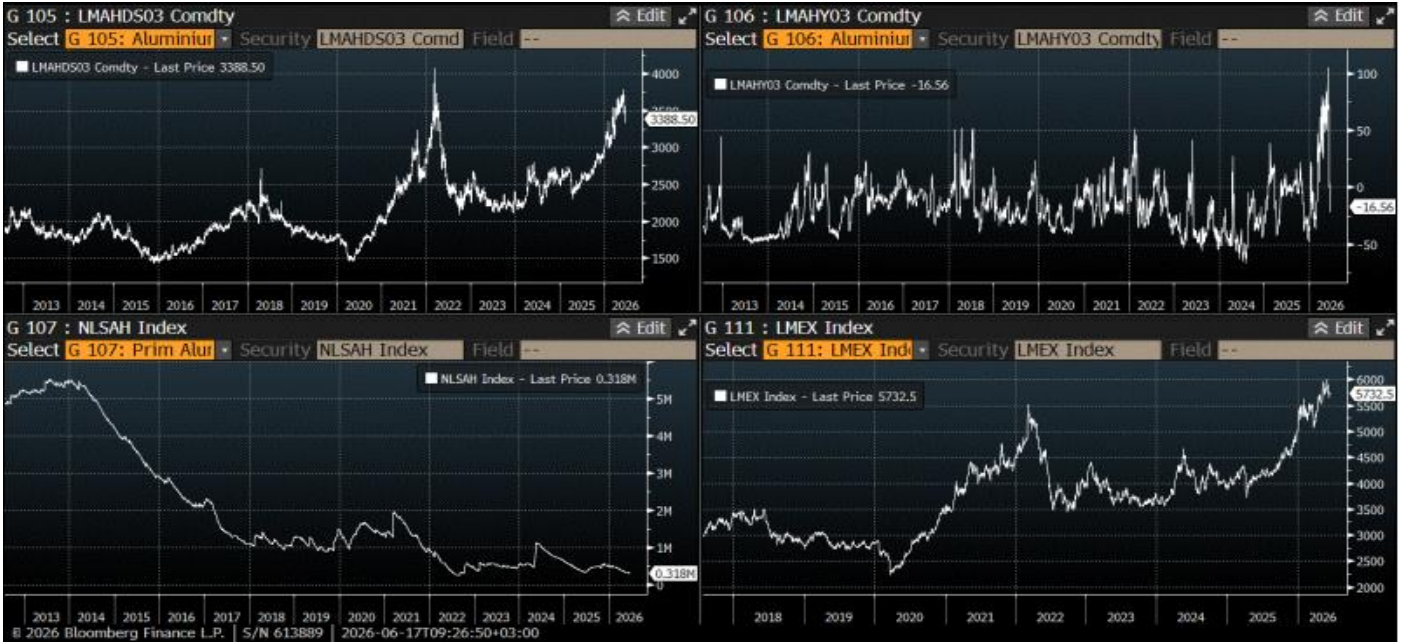 G 105 : LMAHDS03 Comdty
Edit
Select G 105: Aluminiur Security LMAHDS03 Comd Field --
LMAHDS03 Comdty - Last Price 3388.50
4000
3500
3388.50
3000
2500
2000
1500
2013 2014 2015 2016 2017 2018 2019 2020 2021 2022 2023 2024 2025 2026
G 106 : LMAHY03 Comdty
Edit
Select G 106: Aluminiur Security LMAHY03 Comdty Field --
LMAHY03 Comdty - Last Price -16.56
100
50
0
-16.56
-50
2013 2014 2015 2016 2017 2018 2019 2020 2021 2022 2023 2024 2025 2026
G 107 : NLSAH Index
Edit
Select G 107: Prim Alur Security NLSAH Index Field --
NLSAH Index - Last Price 0.318M
5M
4M
3M
2M
1M
0.318M
0
2013 2014 2015 2016 2017 2018 2019 2020 2021 2022 2023 2024 2025 2026
G 111 : LMEX Index
Edit
Select G 111: LMEX Ind Security LMEX Index Field --
LMEX Index - Last Price 5732.5
6000
5732.5
5500
5000
4500
4000
3500
3000
2500
2000
2018 2019 2020 2021 2022 2023 2024 2025 2026
© 2026 Bloomberg Finance L.P. | S/N 613889 | 2026-06-17T09:26:50+03:00